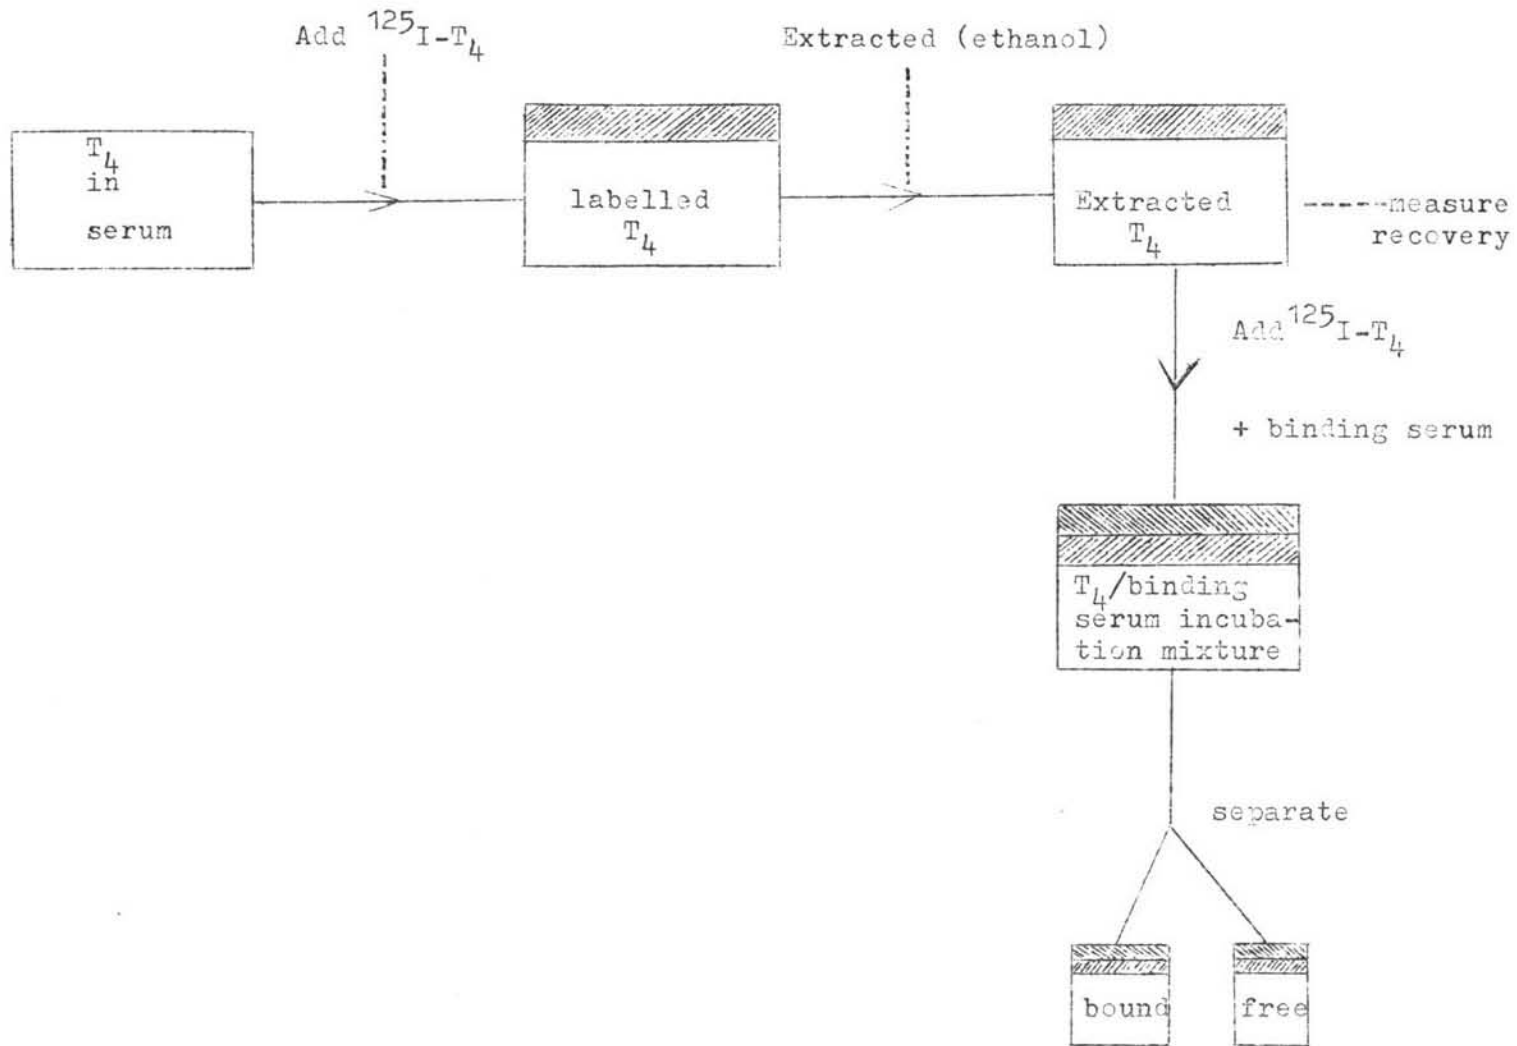 Add ¹²⁵I-T₄
Extracted (ethanol)
T₄
in
serum
labelled
T₄
Extracted
T₄
-----measure
recovery
Add ¹²⁵I-T₄
+ binding serum
T₄/binding
serum incuba-
tion mixture
separate
bound
free